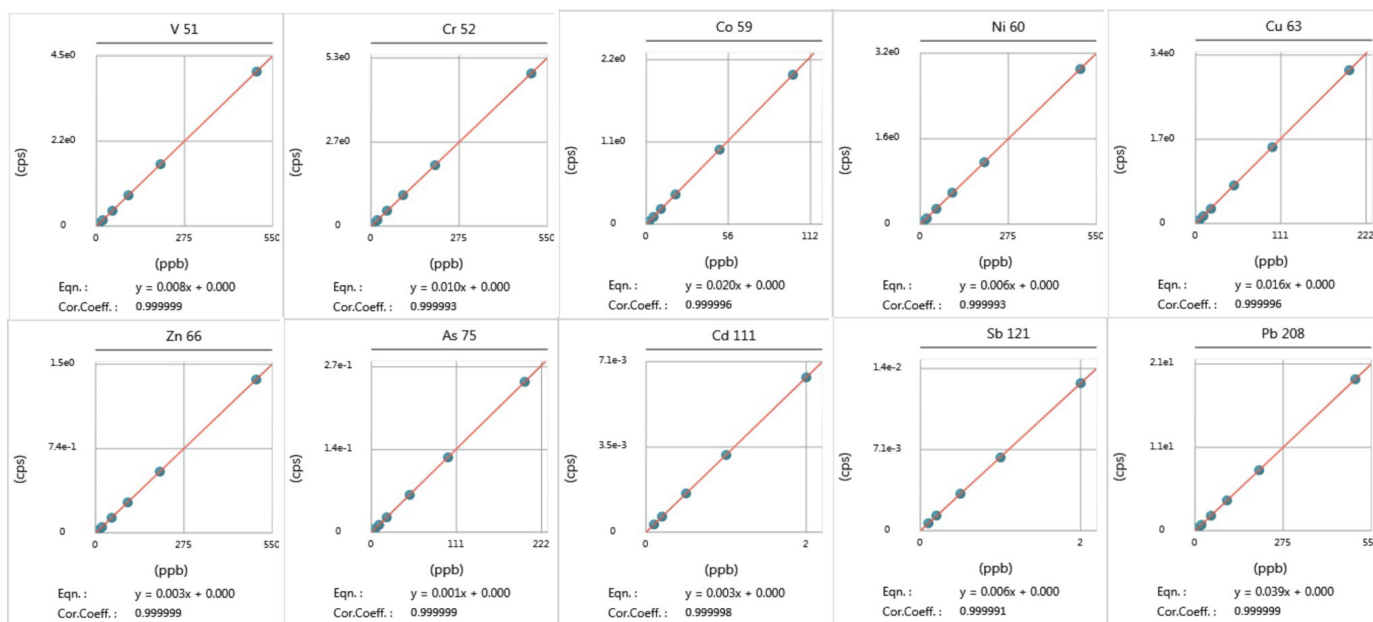 V 51
4.5e0
2.2e0
0
(cps)
0 275 550
(ppb)
Eqn. : y = 0.008x + 0.000
Cor.Coeff. : 0.999999
Cr 52
5.3e0
2.7e0
0
(cps)
0 275 550
(ppb)
Eqn. : y = 0.010x + 0.000
Cor.Coeff. : 0.999993
Co 59
2.2e0
1.1e0
0
(cps)
0 56 112
(ppb)
Eqn. : y = 0.020x + 0.000
Cor.Coeff. : 0.999996
Ni 60
3.2e0
1.6e0
0
(cps)
0 275 550
(ppb)
Eqn. : y = 0.006x + 0.000
Cor.Coeff. : 0.999993
Cu 63
3.4e0
1.7e0
0
(cps)
0 111 222
(ppb)
Eqn. : y = 0.016x + 0.000
Cor.Coeff. : 0.999996
Zn 66
1.5e0
7.4e-1
0
(cps)
0 275 550
(ppb)
Eqn. : y = 0.003x + 0.000
Cor.Coeff. : 0.999999
As 75
2.7e-1
1.4e-1
0
(cps)
0 111 222
(ppb)
Eqn. : y = 0.001x + 0.000
Cor.Coeff. : 0.999999
Cd 111
7.1e-3
3.5e-3
0
(cps)
0 2
(ppb)
Eqn. : y = 0.003x + 0.000
Cor.Coeff. : 0.999998
Sb 121
1.4e-2
7.1e-3
0
(cps)
0 2
(ppb)
Eqn. : y = 0.006x + 0.000
Cor.Coeff. : 0.999991
Pb 208
2.1e1
1.1e1
0
(cps)
0 275 55
(ppb)
Eqn. : y = 0.039x + 0.000
Cor.Coeff. : 0.999999